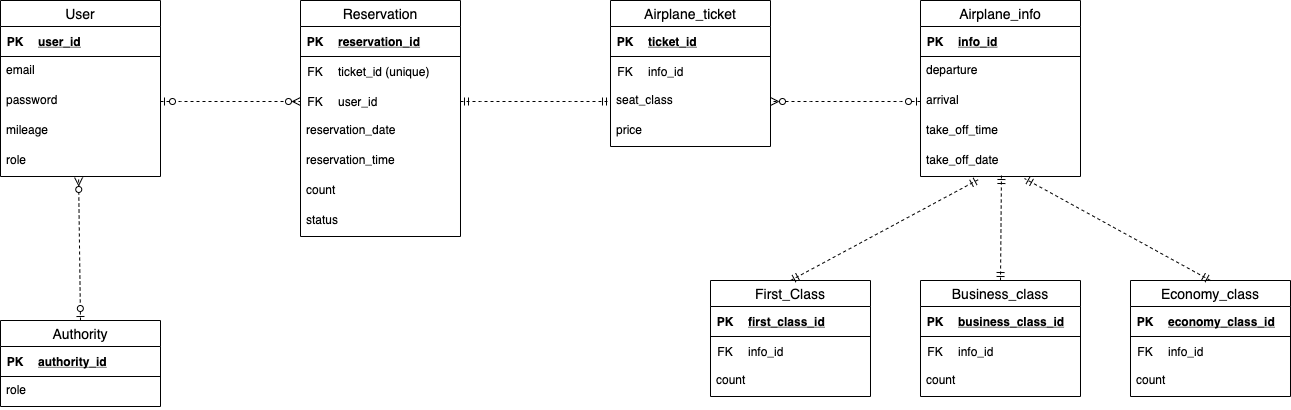 User
PK user_id
email
password
mileage
role
Reservation
PK reservation_id
FK ticket_id (unique)
FK user_id
reservation_date
reservation_time
count
status
Airplane_ticket
PK ticket_id
FK info_id
seat_class
price
Airplane_info
PK info_id
departure
arrival
take_off_time
take_off_date
Authority
PK authority_id
role
First_Class
PK first_class_id
FK info_id
count
Business_class
PK business_class_id
FK info_id
count
Economy_class
PK economy_class_id
FK info_id
count